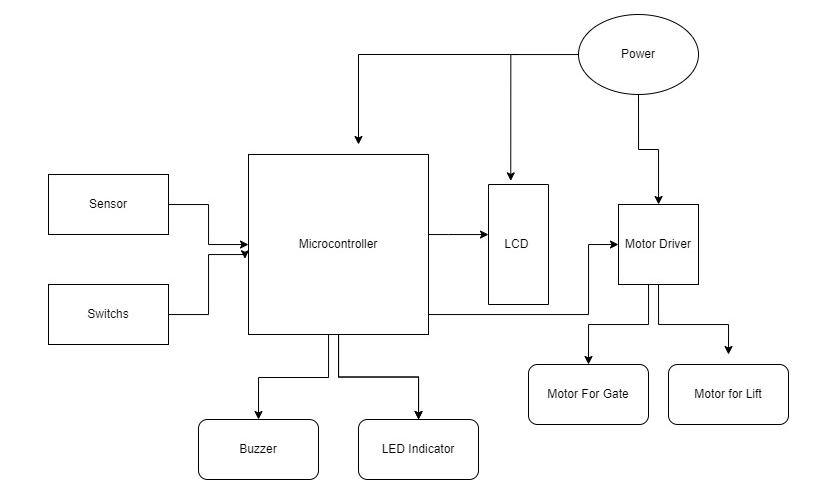 Power
Sensor
Microcontroller
LCD
Motor Driver
Switchs
Motor For Gate
Motor for Lift
Buzzer
LED Indicator